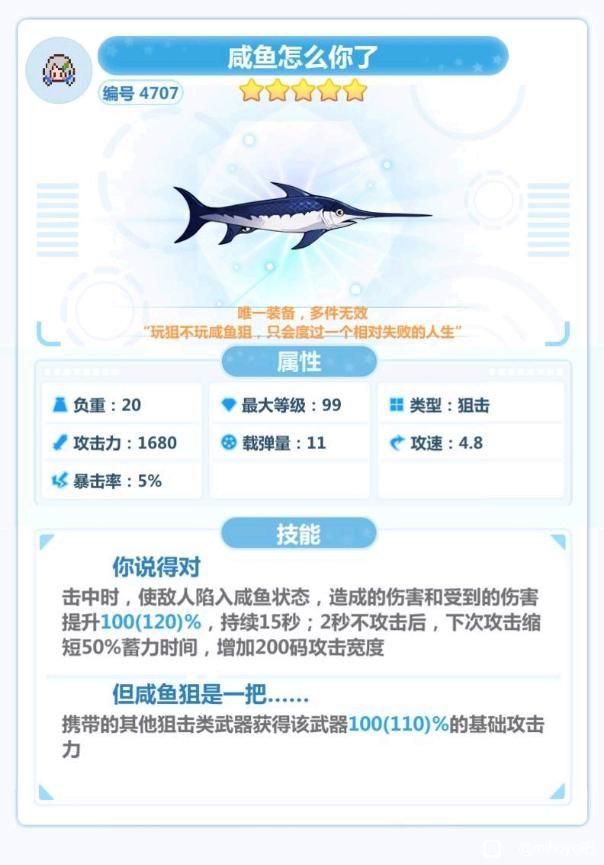 咸鱼怎么你了
编号 4707
唯一装备，多件无效
“玩狙不玩咸鱼狙，只会度过一个相对失败的人生”
属性
负重：20
最大等级：99
类型：狙击
攻击力：1680
载弹量：11
攻速：4.8
暴击率：5%
技能
你说得对
击中时，使敌人陷入咸鱼状态，造成的伤害和受到的伤害
提升100(120)%，持续15秒；2秒不攻击后，下次攻击缩
短50%蓄力时间，增加200码攻击宽度
但咸鱼狙是一把……
携带的其他狙击类武器获得该武器100(110)%的基础攻击
力